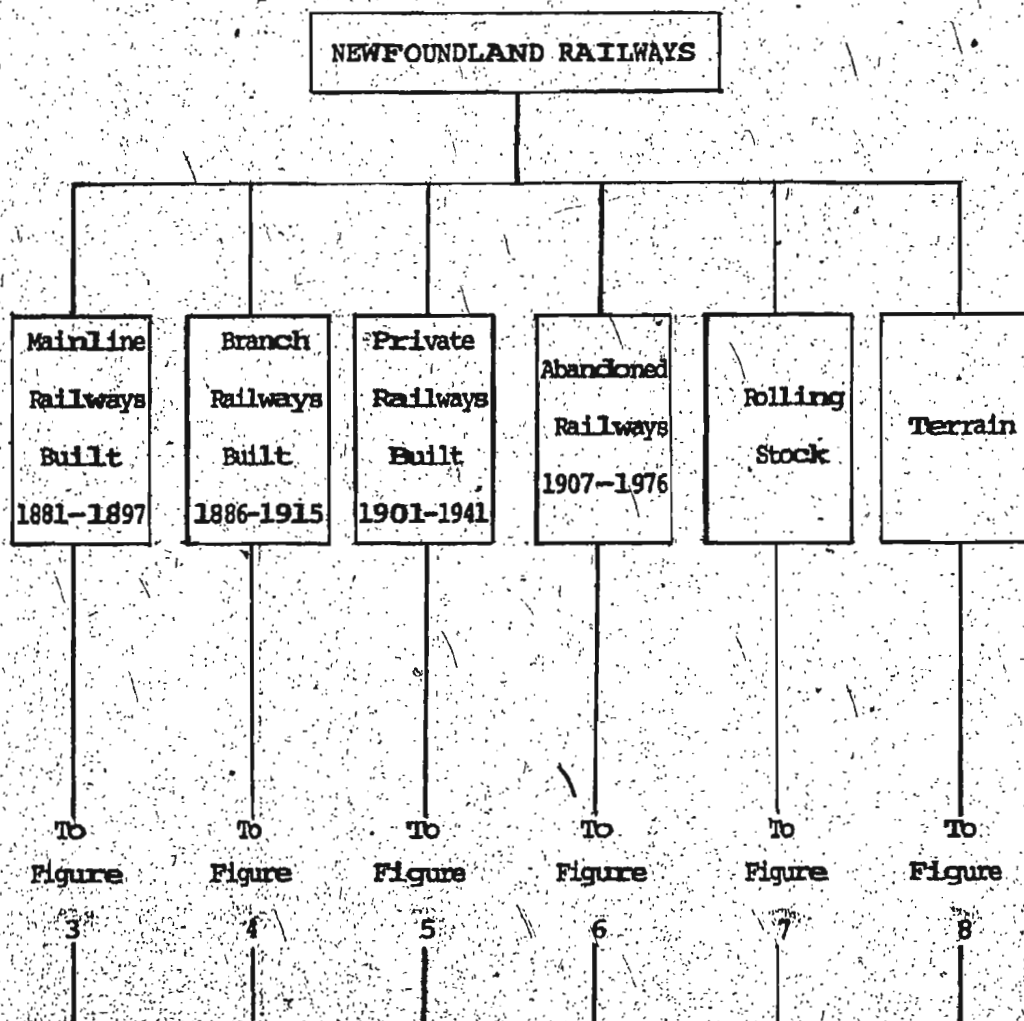 NEWFOUNDLAND RAILWAYS
Mainline
Railways
Built
1881-1897
Branch
Railways
Built
1886-1915
Private
Railways
Built
1901-1941
Abandoned
Railways
1907-1976
Rolling
Stock
Terrain
To
Figure
3
To
Figure
4
To
Figure
5
To
Figure
6
To
Figure
7
To
Figure
8